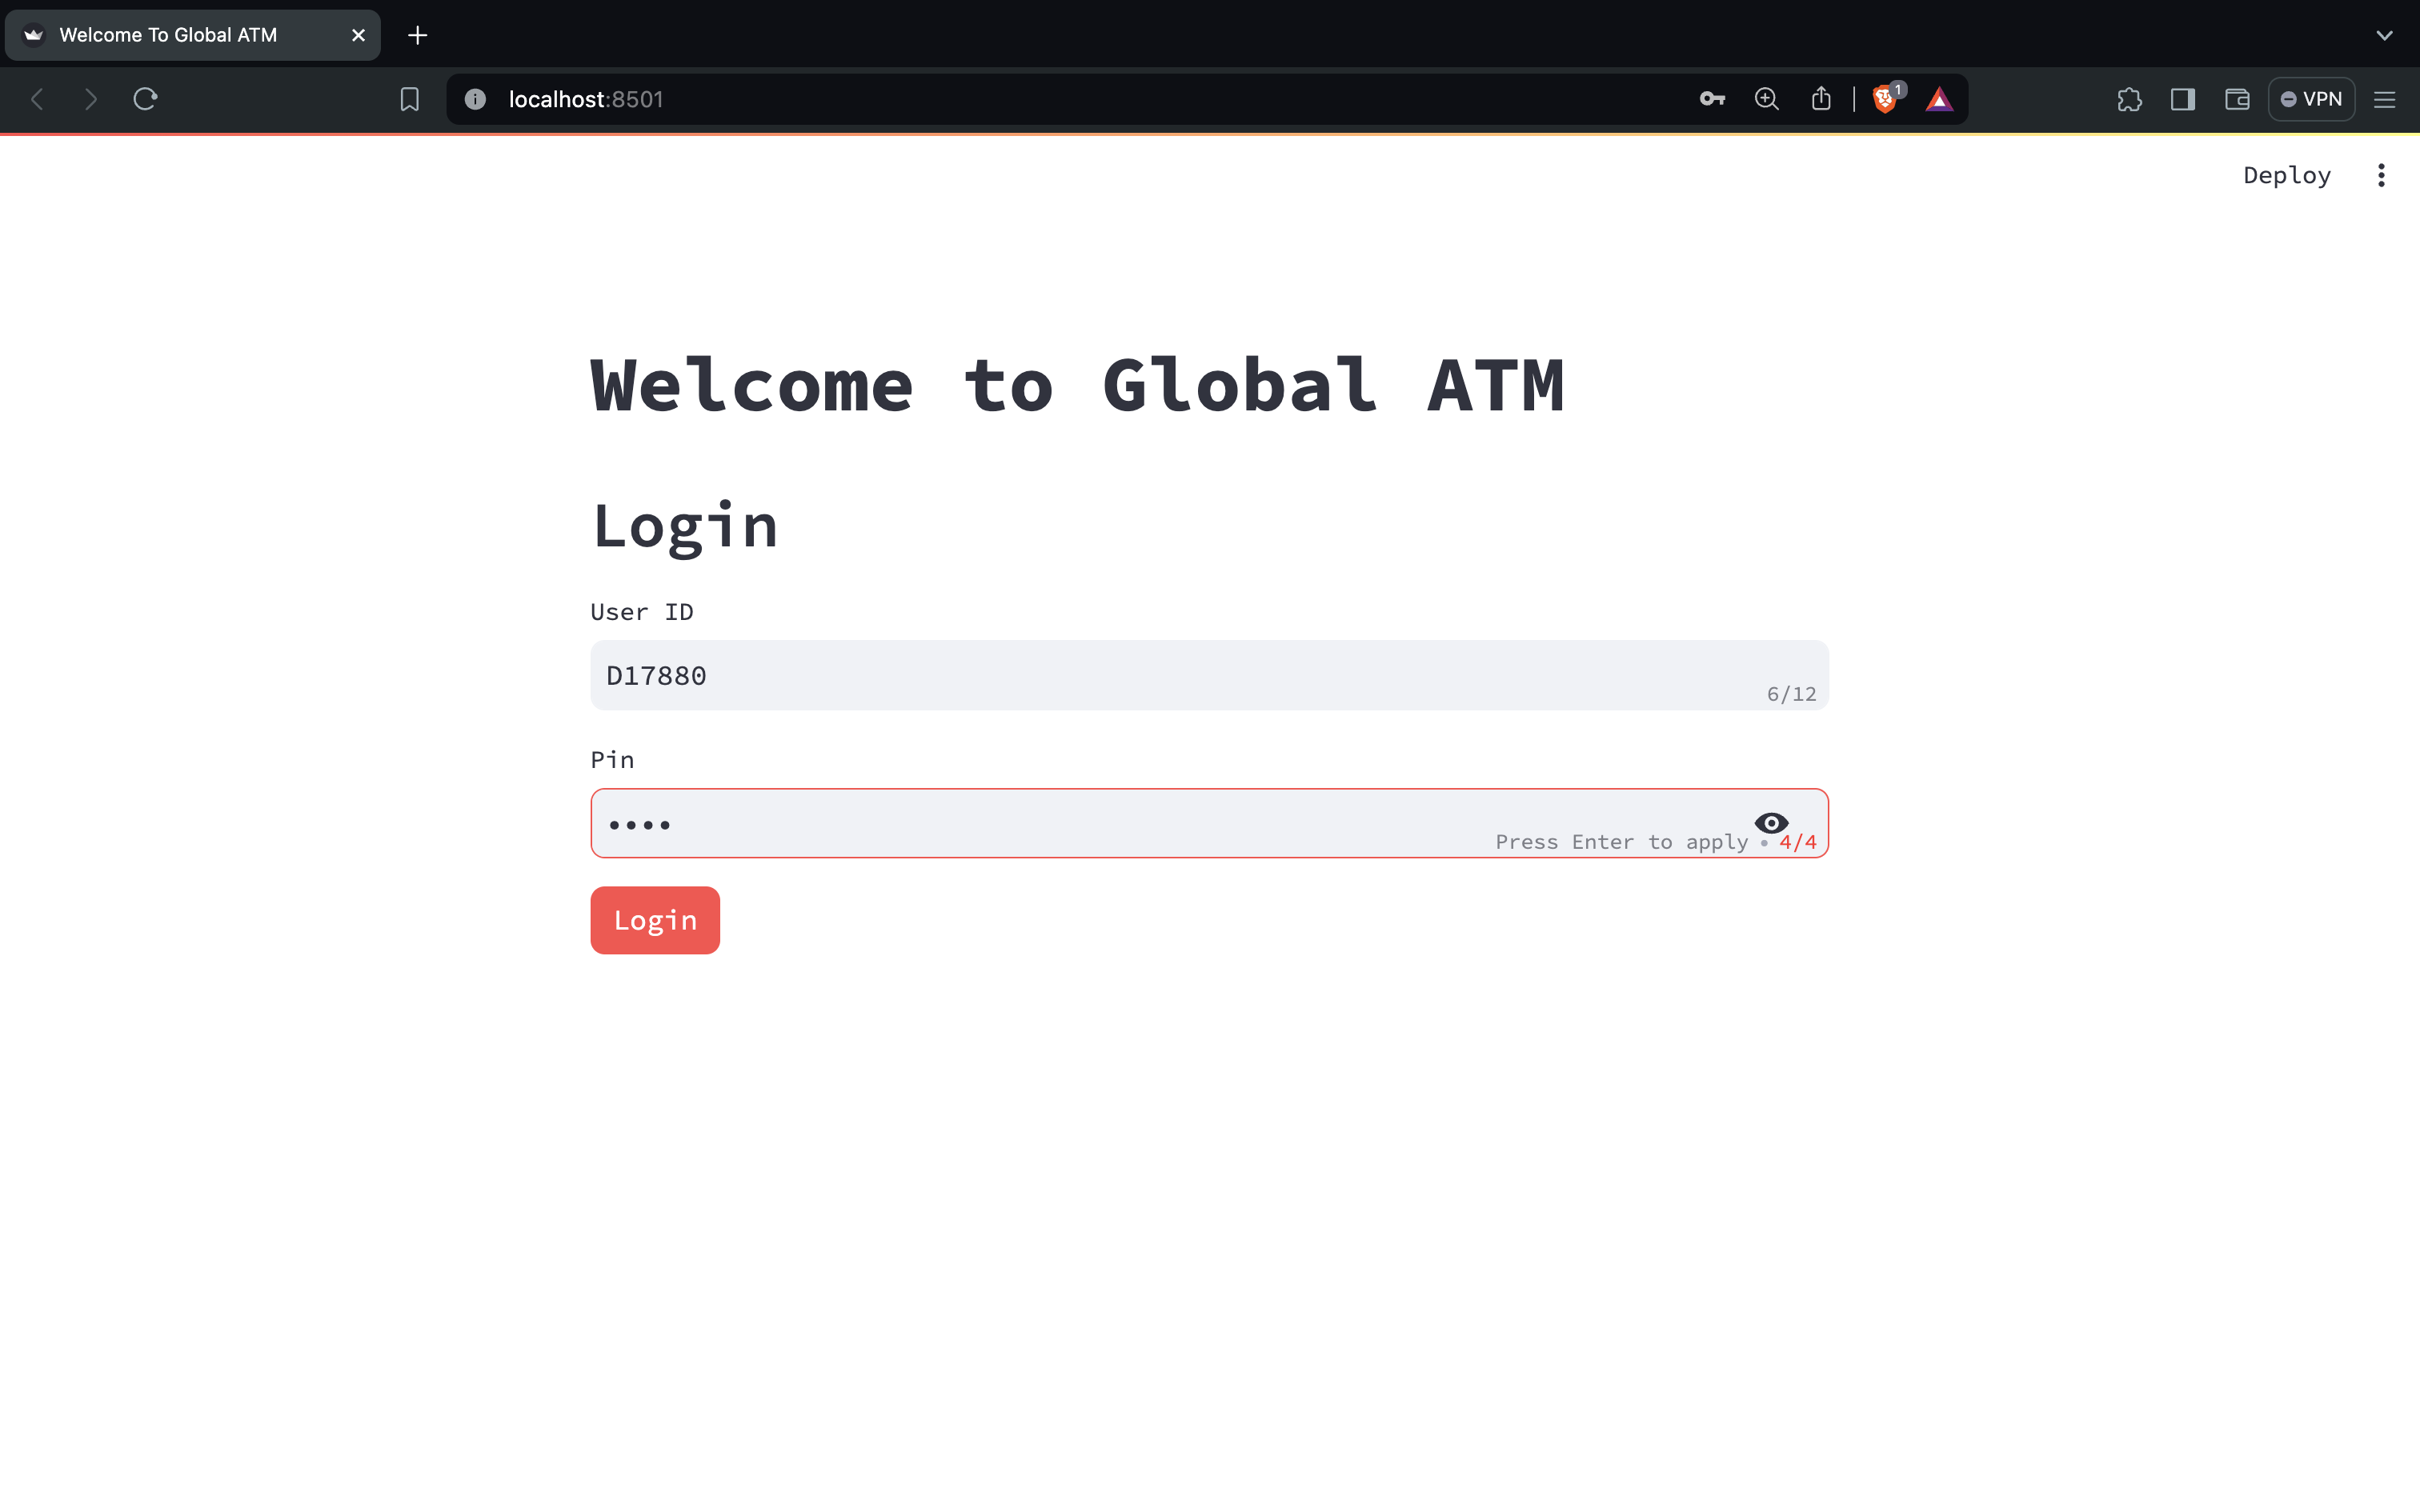 Welcome To Global ATM
localhost:8501
1
VPN
Deploy
Welcome to Global ATM
Login
User ID
D17880
6/12
Pin
••••
Press Enter to apply • 4/4
Login